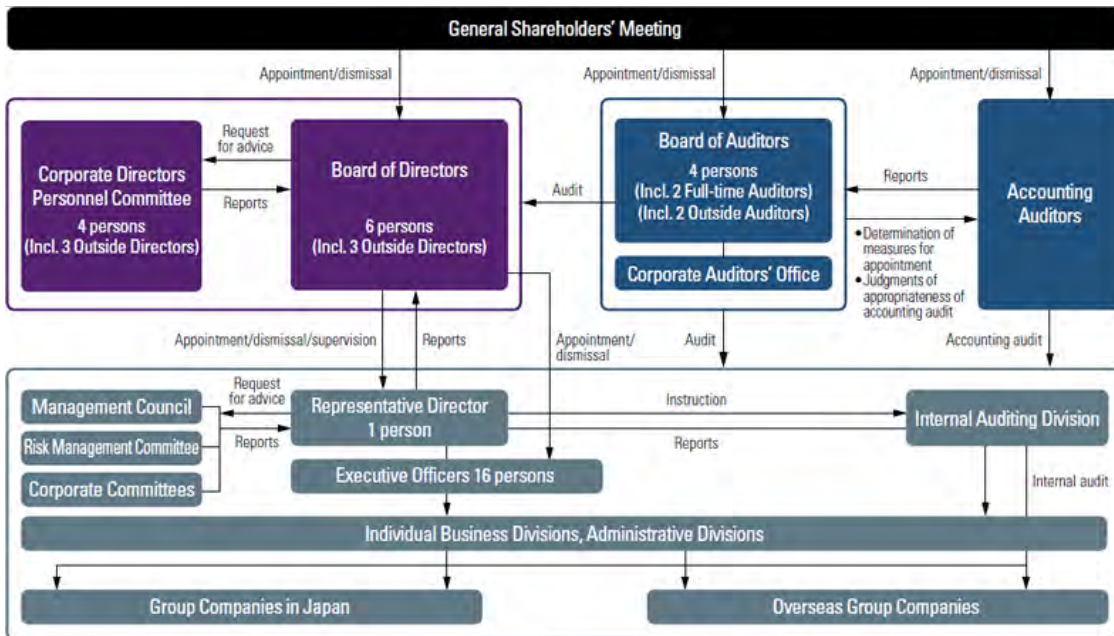 General Shareholders' Meeting
Appointment/dismissal
Appointment/dismissal
Appointment/dismissal
Corporate Directors
Personnel Committee
4 persons
(Incl. 3 Outside Directors)
Request
for advice
Reports
Board of Directors
6 persons
(Incl. 3 Outside Directors)
Audit
Board of Auditors
4 persons
(Incl. 2 Full-time Auditors)
(Incl. 2 Outside Auditors)
Corporate Auditors' Office
Reports
●Determination of
measures for
appointment
●Judgments of
appropriateness of
accounting audit
Accounting
Auditors
Appointment/dismissal/supervision
Reports
Appointment/
dismissal
Audit
Accounting audit
Management Council
Risk Management Committee
Corporate Committees
Request
for advice
Reports
Representative Director
1 person
Executive Officers 16 persons
Instruction
Reports
Internal Auditing Division
Internal audit
Individual Business Divisions, Administrative Divisions
Group Companies in Japan
Overseas Group Companies